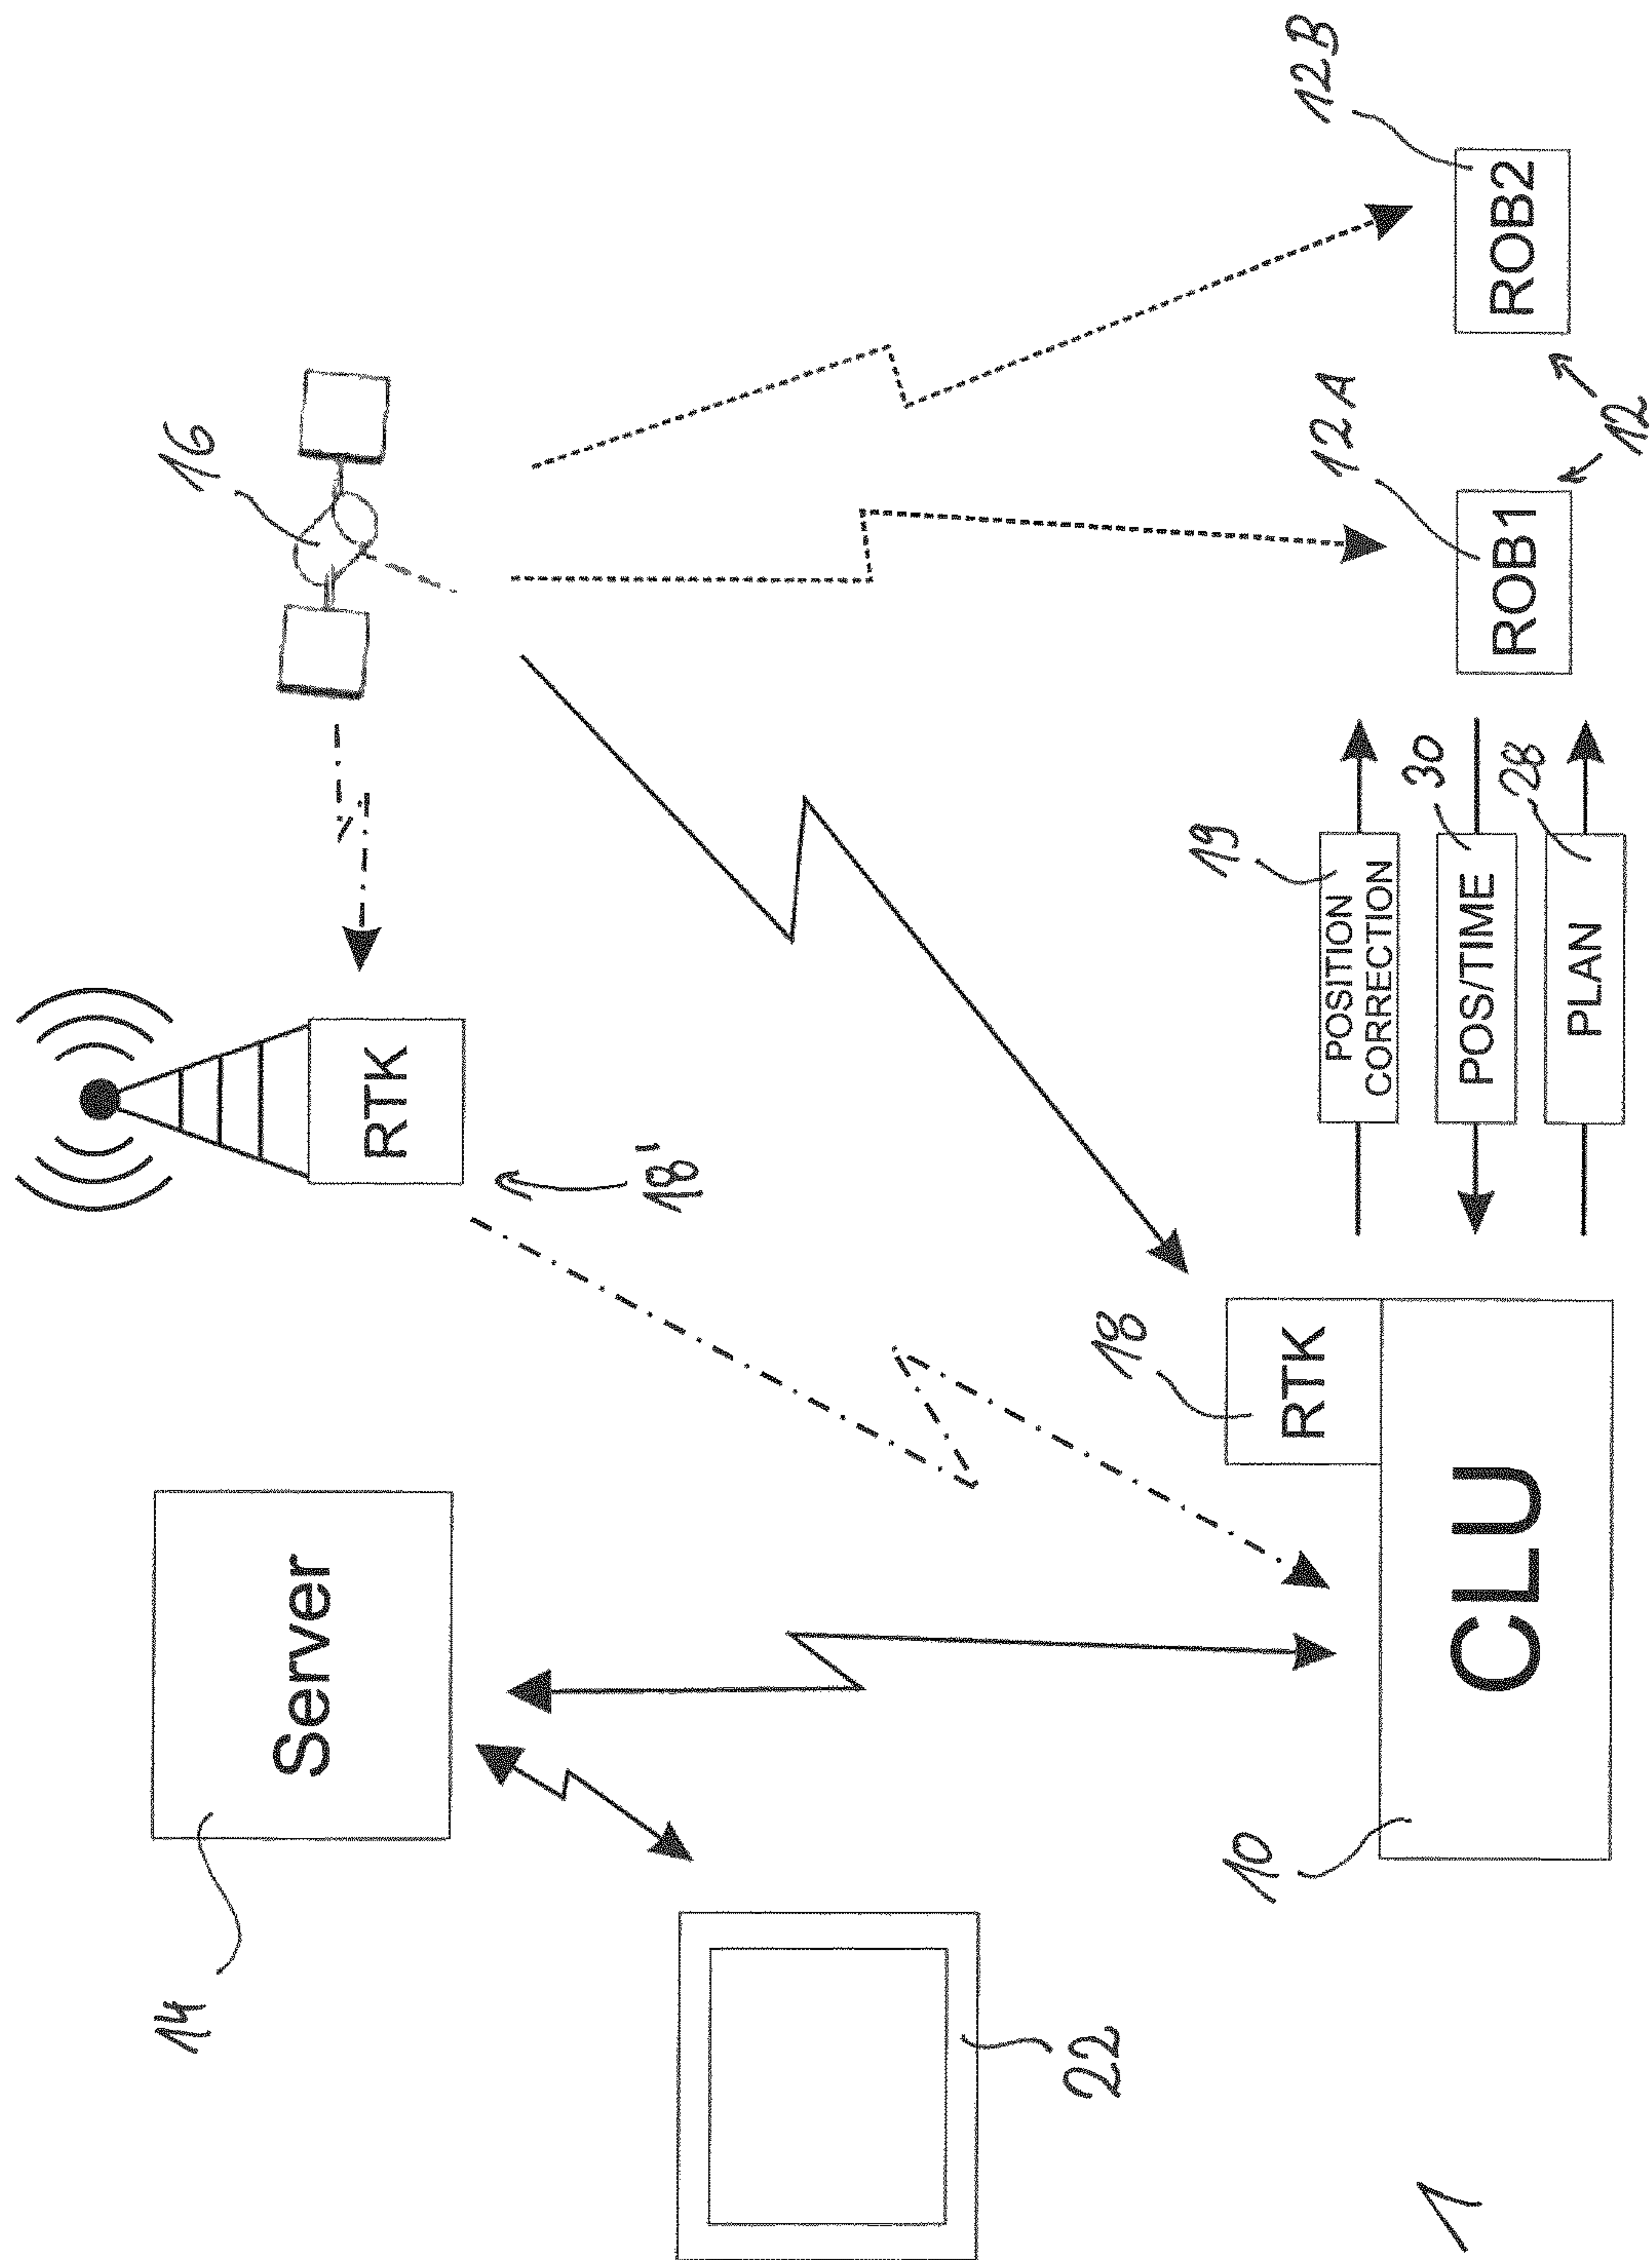 14
Server
18'
RTK
16
22
10
CLU
18
RTK
19
POSITION
CORRECTION
30
POS/TIME
28
PLAN
12A
ROB1
12B
ROB2
12
1